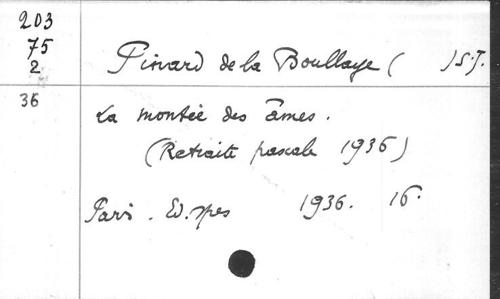 203
75
2
Pinard de la Boullaye ( ) S.J.
36
La montée des âmes.
(Retraite pascale 1936)
Paris. Ed. Spes 1936. 16°